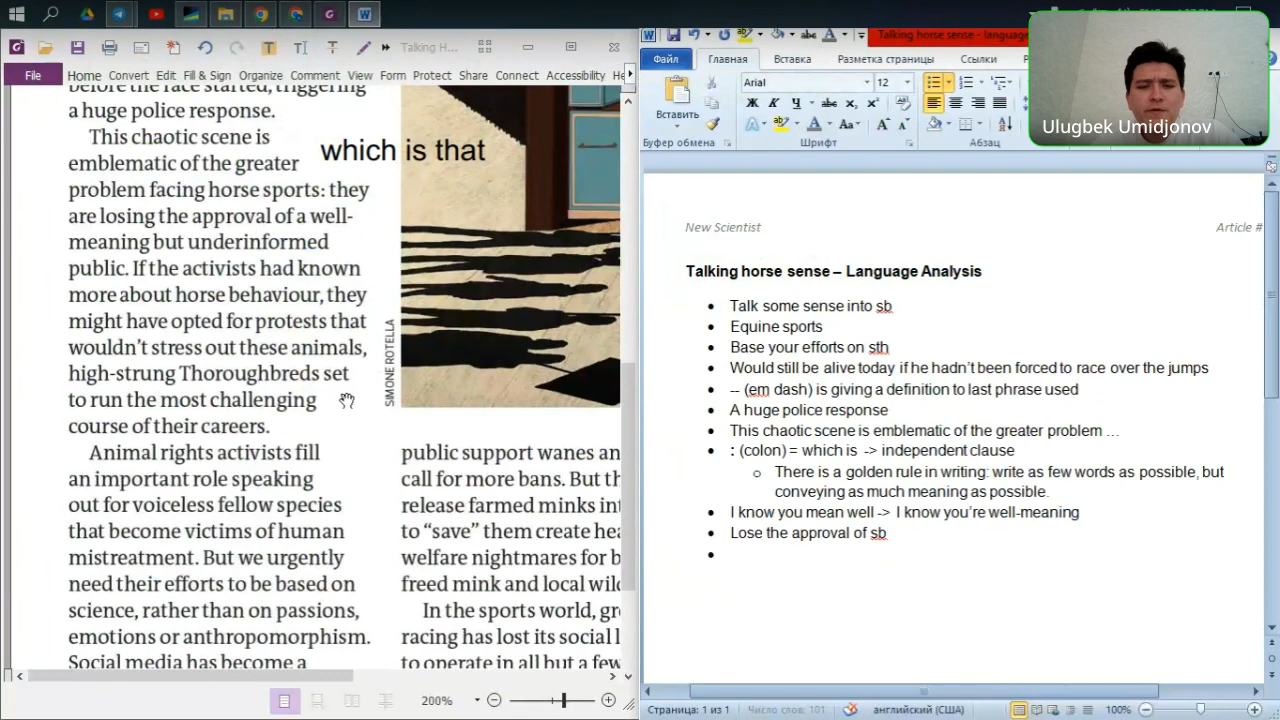 Talking H...
File Home Convert Edit Fill & Sign Organize Comment View Form Protect Share Connect Accessibility
before the race started, triggering
a huge police response.
This chaotic scene is
emblematic of the greater
problem facing horse sports: they
are losing the approval of a well-
meaning but underinformed
public. If the activists had known
more about horse behaviour, they
might have opted for protests that
wouldn't stress out these animals,
high-strung Thoroughbreds set
to run the most challenging
course of their careers.
Animal rights activists fill
an important role speaking
out for voiceless fellow species
that become victims of human
mistreatment. But we urgently
need their efforts to be based on
science, rather than on passions,
emotions or anthropomorphism.
Social media has become a
which is that
SIMONE ROTELLA
public support wanes an
call for more bans. But th
release farmed minks int
to “save” them create hea
welfare nightmares for b
freed mink and local wild
In the sports world, gre
racing has lost its social l
to operate in all but a few
200%
Talking horse sense - language
Файл Главная Вставка Разметка страницы Ссылки
Вставить
Arial 12
Ж К Ч abc
Aa
Буфер обмена Шрифт Абзац
Ulugbek Umidjonov
New Scientist Article #
Talking horse sense – Language Analysis
• Talk some sense into sb
• Equine sports
• Base your efforts on sth
• Would still be alive today if he hadn’t been forced to race over the jumps
• -- (em dash) is giving a definition to last phrase used
• A huge police response
• This chaotic scene is emblematic of the greater problem …
• : (colon) = which is -> independent clause
o There is a golden rule in writing: write as few words as possible, but
conveying as much meaning as possible.
• I know you mean well -> I know you’re well-meaning
• Lose the approval of sb
•
Страница: 1 из 1 Число слов: 101 английский (США) 100%